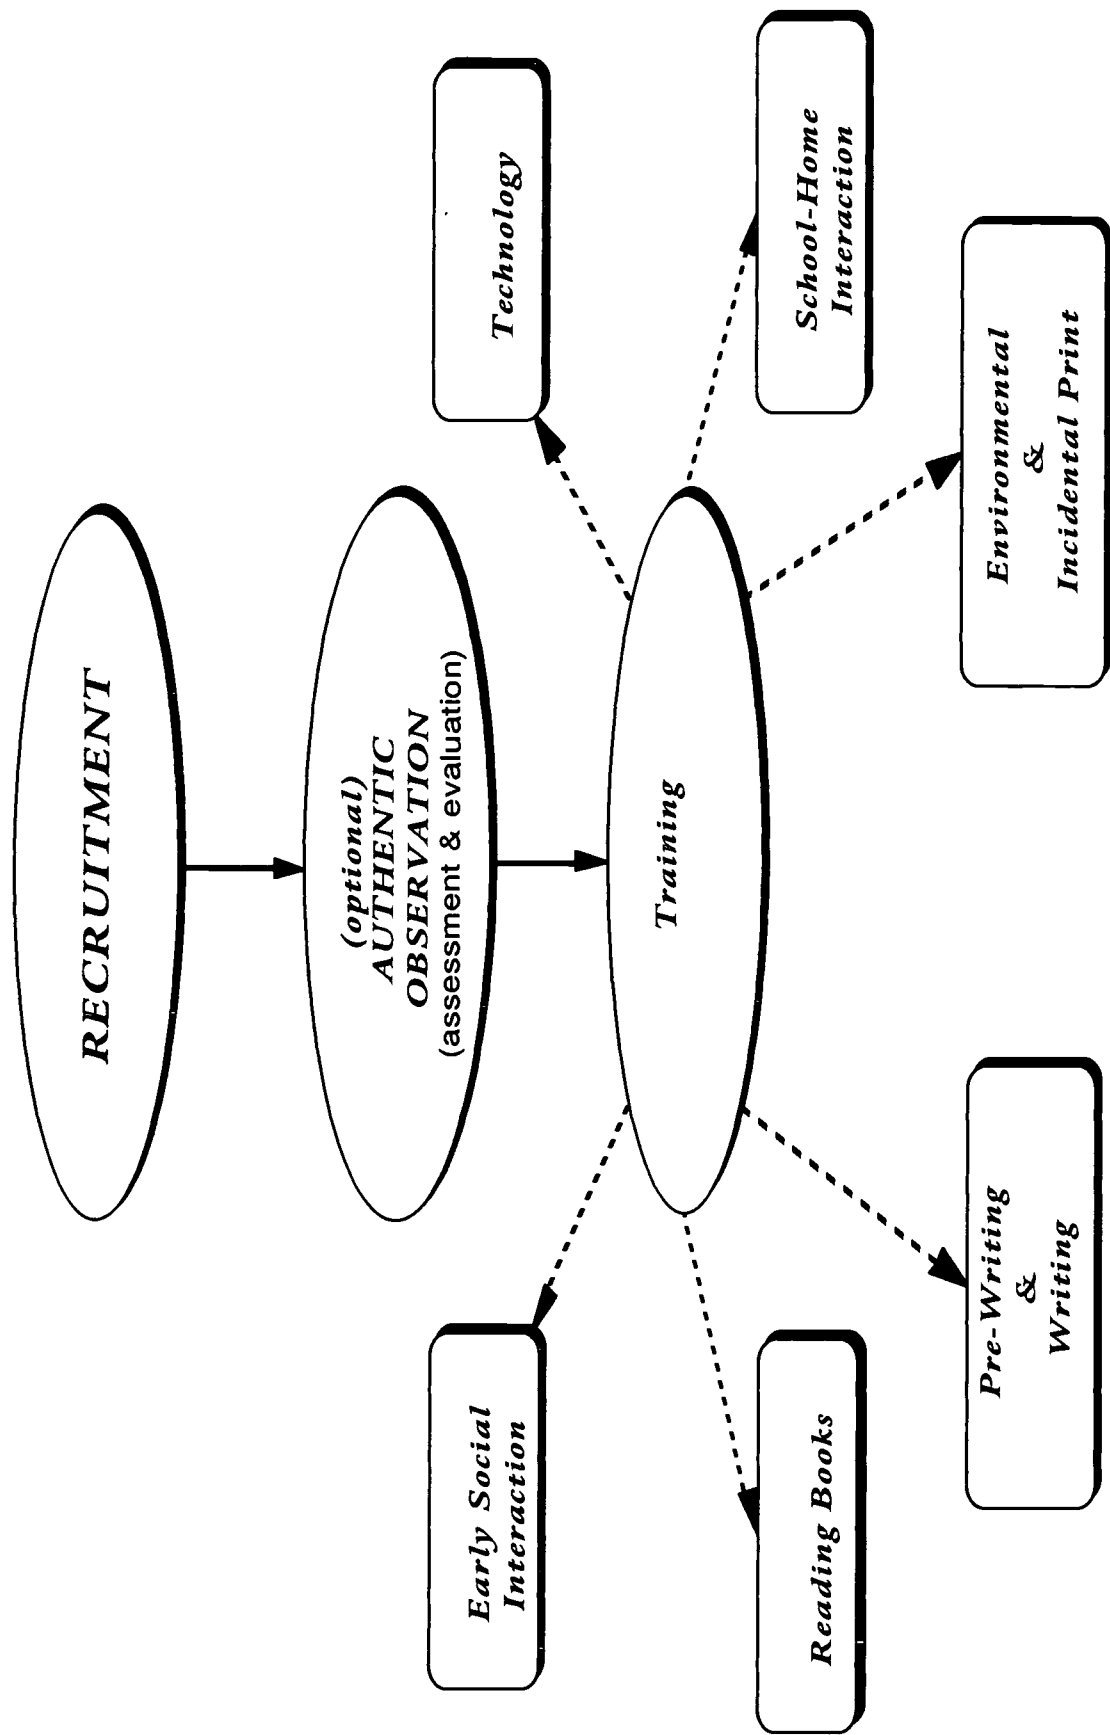 RECRUITMENT
(optional)
AUTHENTIC
OBSERVATION
(assessment & evaluation)
Training
Early Social
Interaction
Technology
Reading Books
School-Home
Interaction
Pre-Writing
&
Writing
Environmental
&
Incidental Print